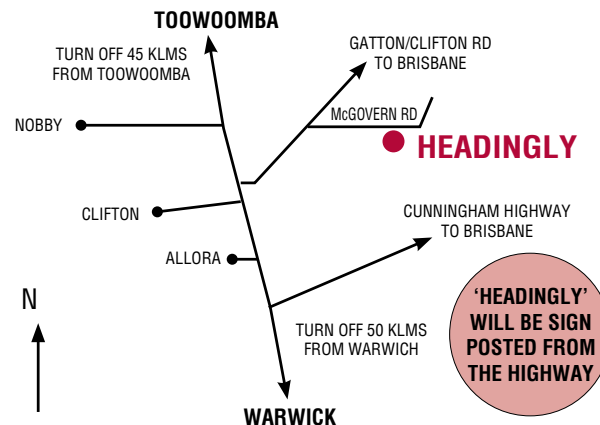 TOOWOOMBA
TURN OFF 45 KLMS
FROM TOOWOOMBA
GATTON/CLIFTON RD
TO BRISBANE
NOBBY
McGOVERN RD
HEADINGLY
CLIFTON
CUNNINGHAM HIGHWAY
TO BRISBANE
ALLORA
N
'HEADINGLY'
WILL BE SIGN
POSTED FROM
THE HIGHWAY
TURN OFF 50 KLMS
FROM WARWICH
WARWICK